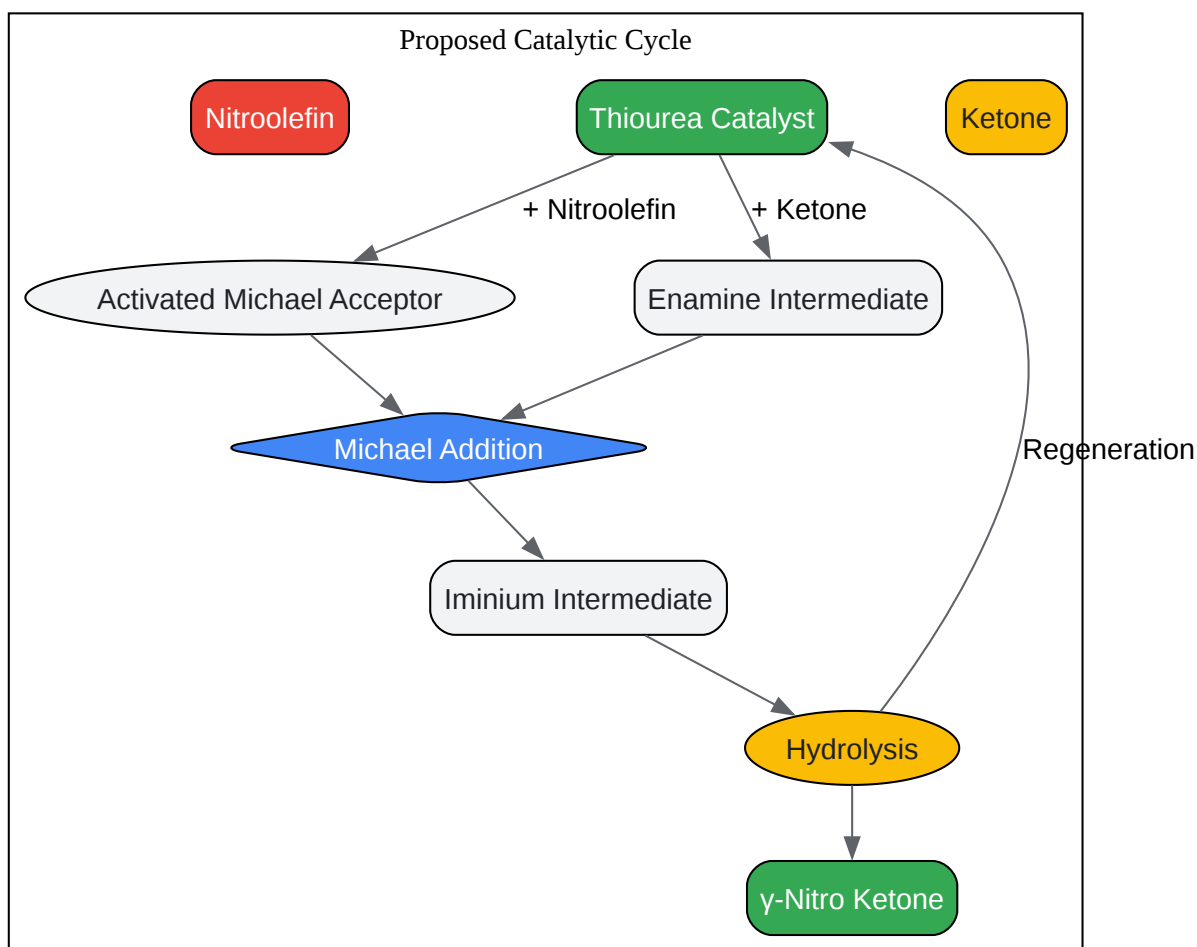 Proposed Catalytic Cycle
Nitroolefin
Thiourea Catalyst
Ketone
+ Nitroolefin
+ Ketone
Activated Michael Acceptor
Enamine Intermediate
Michael Addition
Regeneration
Iminium Intermediate
Hydrolysis
γ-Nitro Ketone